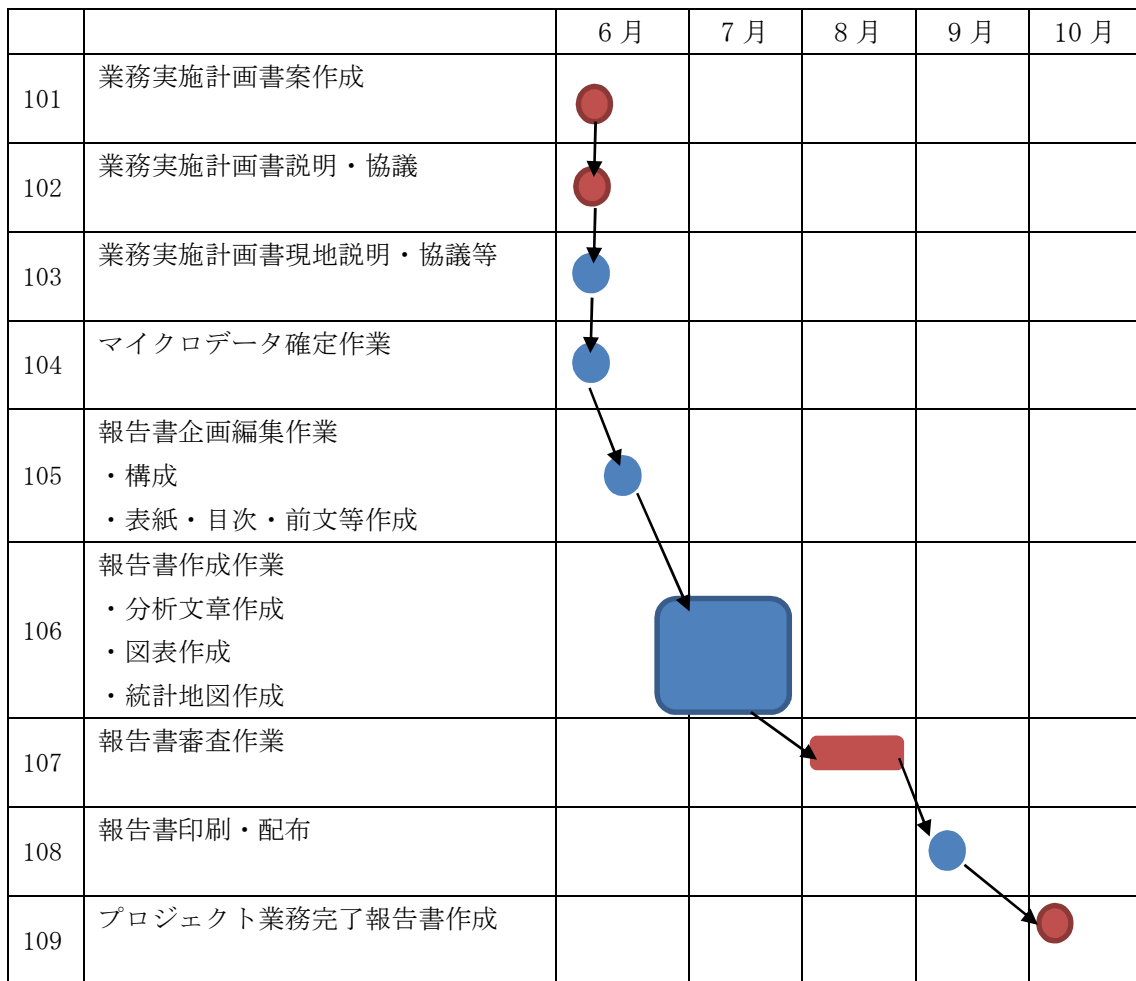 6 月 7 月 8 月 9 月 10 月
101 業務実施計画書案作成
102 業務実施計画書説明・協議
103 業務実施計画書現地説明・協議等
104 マイクロデータ確定作業
105 報告書企画編集作業
・構成
・表紙・目次・前文等作成
106 報告書作成作業
・分析文章作成
・図表作成
・統計地図作成
107 報告書審査作業
108 報告書印刷・配布
109 プロジェクト業務完了報告書作成